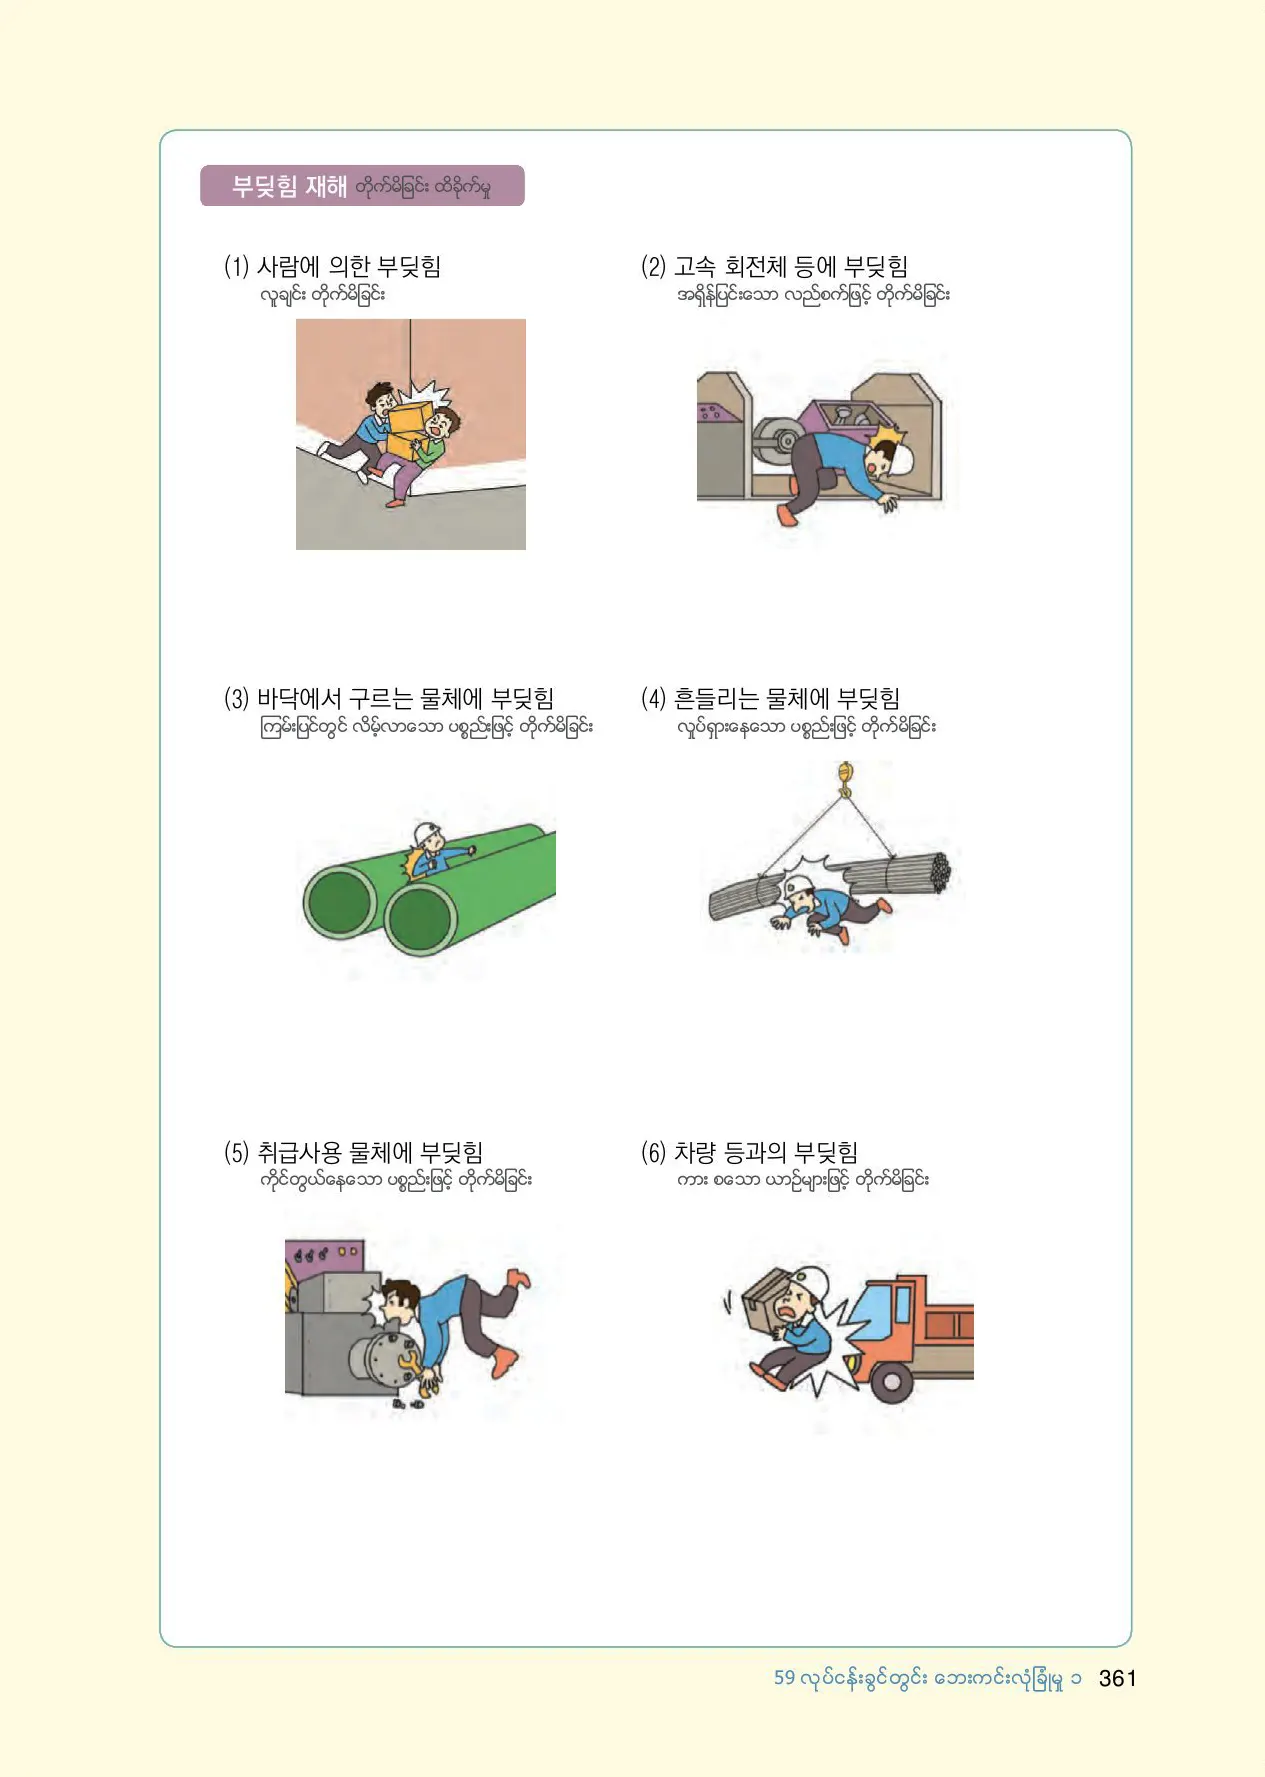 부딪힘 재해 တိုက်မိခြင်း ထိခိုက်မှု
(1) 사람에 의한 부딪힘
လူချင်း တိုက်မိခြင်း
(2) 고속 회전체 등에 부딪힘
အရှိန်ပြင်းသော လည်စက်ဖြင့် တိုက်မိခြင်း
(3) 바닥에서 구르는 물체에 부딪힘
ကြမ်းပြင်တွင် လိမ့်လာသော ပစ္စည်းဖြင့် တိုက်မိခြင်း
(4) 흔들리는 물체에 부딪힘
လှုပ်ရှားနေသော ပစ္စည်းဖြင့် တိုက်မိခြင်း
(5) 취급사용 물체에 부딪힘
ကိုင်တွယ်နေသော ပစ္စည်းဖြင့် တိုက်မိခြင်း
(6) 차량 등과의 부딪힘
ကား စသော ယာဉ်များဖြင့် တိုက်မိခြင်း
59 လုပ်ငန်းခွင်တွင်း ဘေးကင်းလုံခြုံမှု ၁ 361